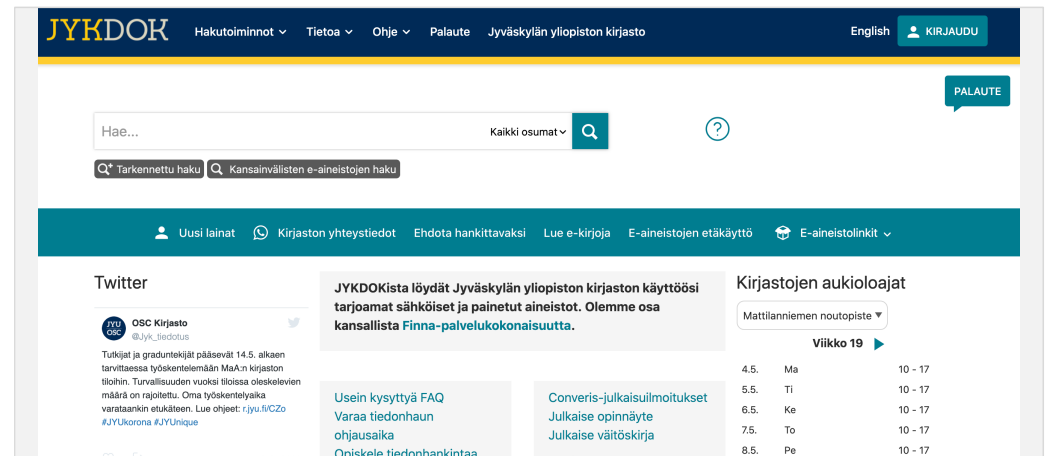 JYKDOK Hakutoiminnot Tietoa Ohje Palaute Jyväskylän yliopiston kirjasto English KIRJAUDU
PALAUTE
Hae... Kaikki osumat ?
Tarkennettu haku Kansainvälisten e-aineistojen haku
Uusi lainat Kirjaston yhteystiedot Ehdota hankittavaksi Lue e-kirjoja E-aineistojen etäkäyttö E-aineistolinkit
Twitter
JYU
OSC
OSC Kirjasto
@Jyk_tiedotus
Tutkijat ja graduntekijät pääsevät 14.5. alkaen
tarvittaessa työskentelemään MaA:n kirjaston
tiloihin. Turvallisuuden vuoksi tiloissa oleskelevien
määrä on rajoitettu. Oma työskentelyaika
varataankin etukäteen. Lue ohjeet: r.jyu.fi/CZo
#JYUkorona #JYUnique
JYKDOKista löydät Jyväskylän yliopiston kirjaston käyttöösi
tarjoamat sähköiset ja painetut aineistot. Olemme osa
kansallista Finna-palvelukokonaisuutta.
Usein kysyttyä FAQ
Varaa tiedonhaun
ohjausaika
Opiskele tiedonhankintaa
Converis-julkaisuilmoitukset
Julkaise opinnäyte
Julkaise väitöskirja
Kirjastojen aukioloajat
Mattilanniemen noutopiste
Viikko 19
4.5. Ma 10 - 17
5.5. Ti 10 - 17
6.5. Ke 10 - 17
7.5. To 10 - 17
8.5. Pe 10 - 17